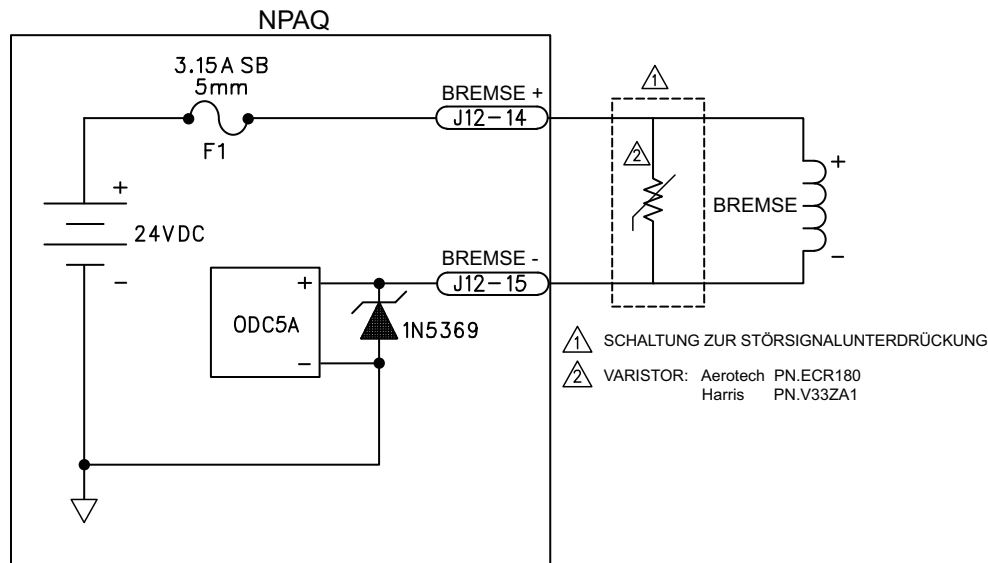 NPAQ
3.15A SB
5mm
F1
BREMSE +
J12-14
1
2
+
24VDC
−
BREMSE
+
−
BREMSE -
J12-15
+
ODC5A
−
1N5369
1 SCHALTUNG ZUR STÖRSIGNALUNTERDRÜCKUNG
2 VARISTOR: Aerotech PN.ECR180
Harris PN.V33ZA1